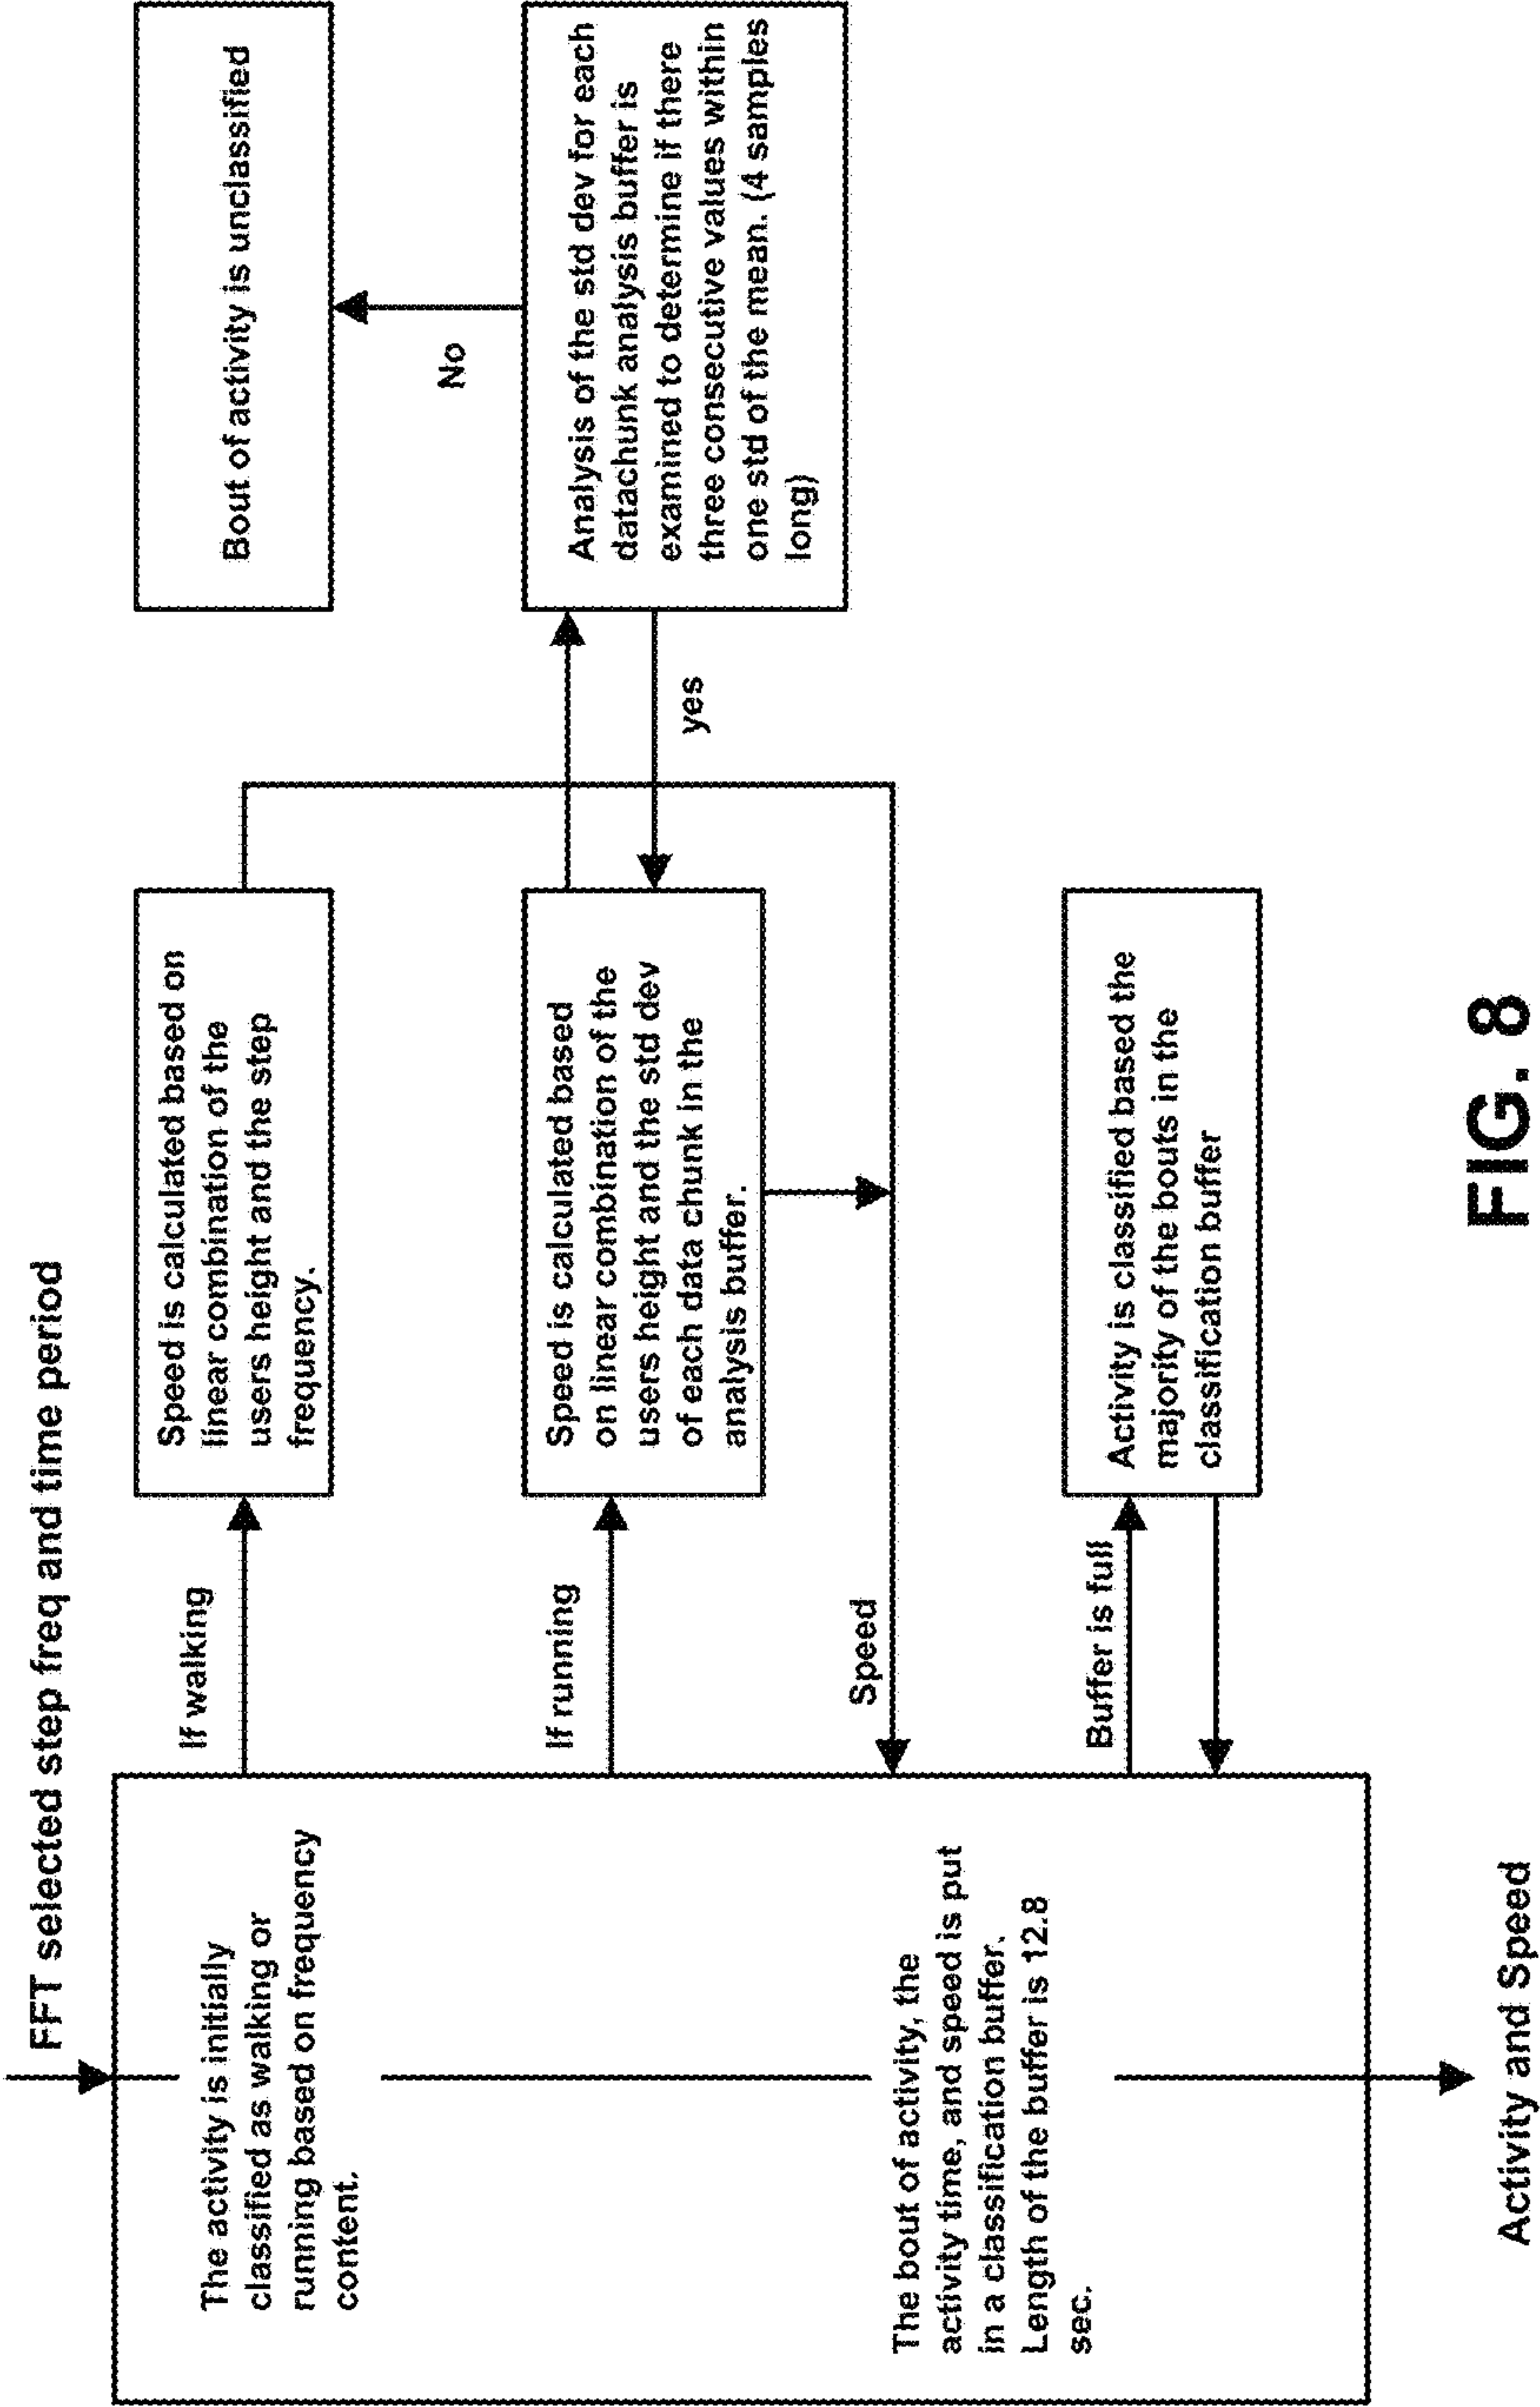 FFT selected step freq and time period
The activity is initially
classified as walking or
running based on frequency
content.
If walking
Speed is calculated based on
linear combination of the
users height and the step
frequency.
Bout of activity is unclassified
No
If running
Speed is calculated based
on linear combination of the
users height and the std dev
of each data chunk in the
analysis buffer.
yes
Analysis of the std dev for each
datachunk analysis buffer is
examined to determine if there
three consecutive values within
one std of the mean. (4 samples
long)
Speed
The bout of activity, the
activity time, and speed is put
in a classification buffer.
Length of the buffer is 12.8
sec.
Buffer is full
Activity is classified based the
majority of the bouts in the
classification buffer
Activity and Speed
FIG. 8